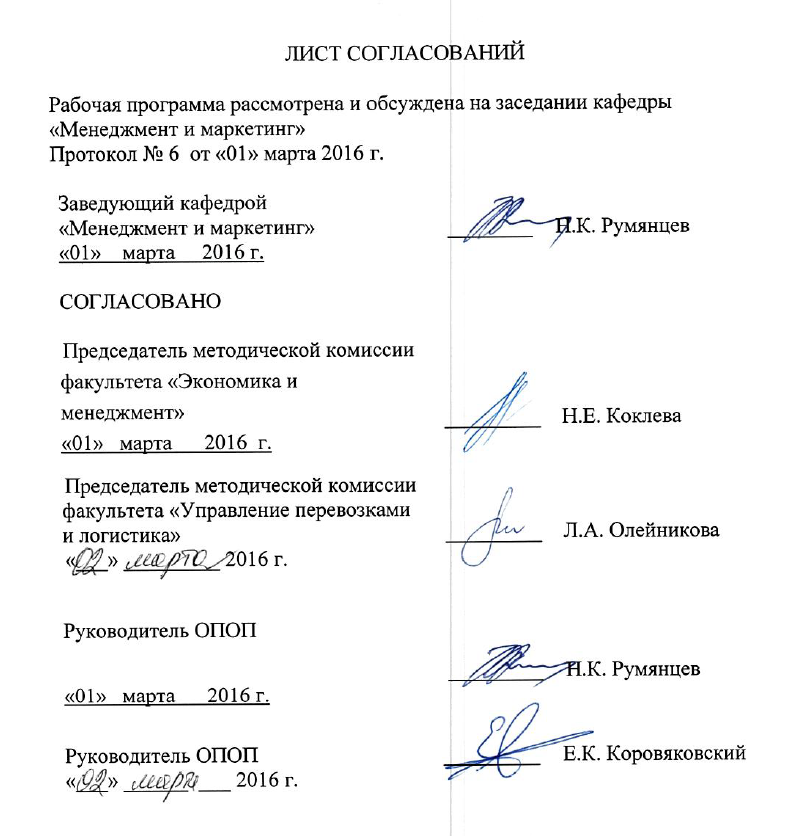 ЛИСТ СОГЛАСОВАНИЙ
Рабочая программа рассмотрена и обсуждена на заседании кафедры
«Менеджмент и маркетинг»
Протокол № 6 от «01» марта 2016 г.
Заведующий кафедрой
«Менеджмент и маркетинг» Н.К. Румянцев
«01» марта 2016 г.
СОГЛАСОВАНО
Председатель методической комиссии
факультета «Экономика и
менеджмент» Н.Е. Коклева
«01» марта 2016 г.
Председатель методической комиссии
факультета «Управление перевозками
и логистика» Л.А. Олейникова
«02» марта 2016 г.
Руководитель ОПОП
Н.К. Румянцев
«01» марта 2016 г.
Руководитель ОПОП Е.К. Коровяковский
«02» марта 2016 г.